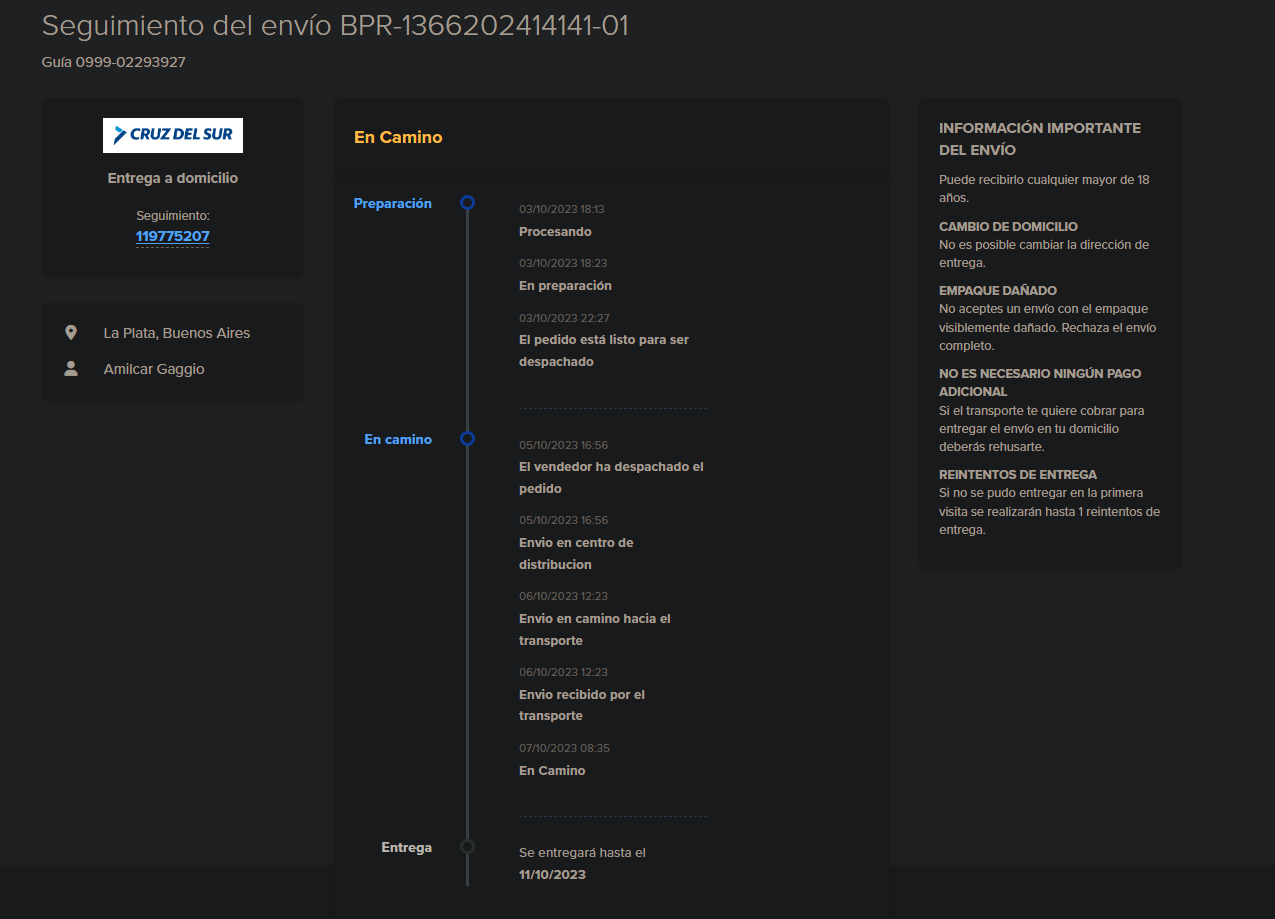 Seguimiento del envío BPR-1366202414141-01
Guía 0999-02293927
CRUZ DEL SUR
Entrega a domicilio
Seguimiento:
119775207
La Plata, Buenos Aires
Amilcar Gaggio
En Camino
Preparación
03/10/2023 18:13
Procesando
03/10/2023 18:23
En preparación
03/10/2023 22:27
El pedido está listo para ser
despachado
En camino
05/10/2023 16:56
El vendedor ha despachado el
pedido
05/10/2023 16:56
Envio en centro de
distribucion
06/10/2023 12:23
Envio en camino hacia el
transporte
06/10/2023 12:23
Envio recibido por el
transporte
07/10/2023 08:35
En Camino
Entrega
Se entregará hasta el
11/10/2023
INFORMACIÓN IMPORTANTE
DEL ENVÍO
Puede recibirlo cualquier mayor de 18
años.
CAMBIO DE DOMICILIO
No es posible cambiar la dirección de
entrega.
EMPAQUE DAÑADO
No aceptes un envío con el empaque
visiblemente dañado. Rechaza el envío
completo.
NO ES NECESARIO NINGÚN PAGO
ADICIONAL
Si el transporte te quiere cobrar para
entregar el envío en tu domicilio
deberás rehusarte.
REINTENTOS DE ENTREGA
Si no se pudo entregar en la primera
visita se realizarán hasta 1 reintentos de
entrega.